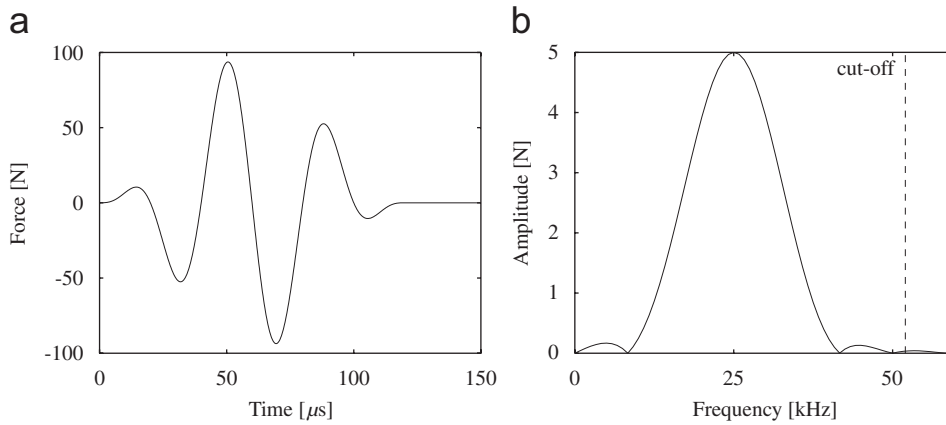 a
100
50
0
-50
-100
Force [N]
0
50
100
150
Time [μs]
b
5
4
3
2
1
0
Amplitude [N]
cut-off
0
25
50
Frequency [kHz]